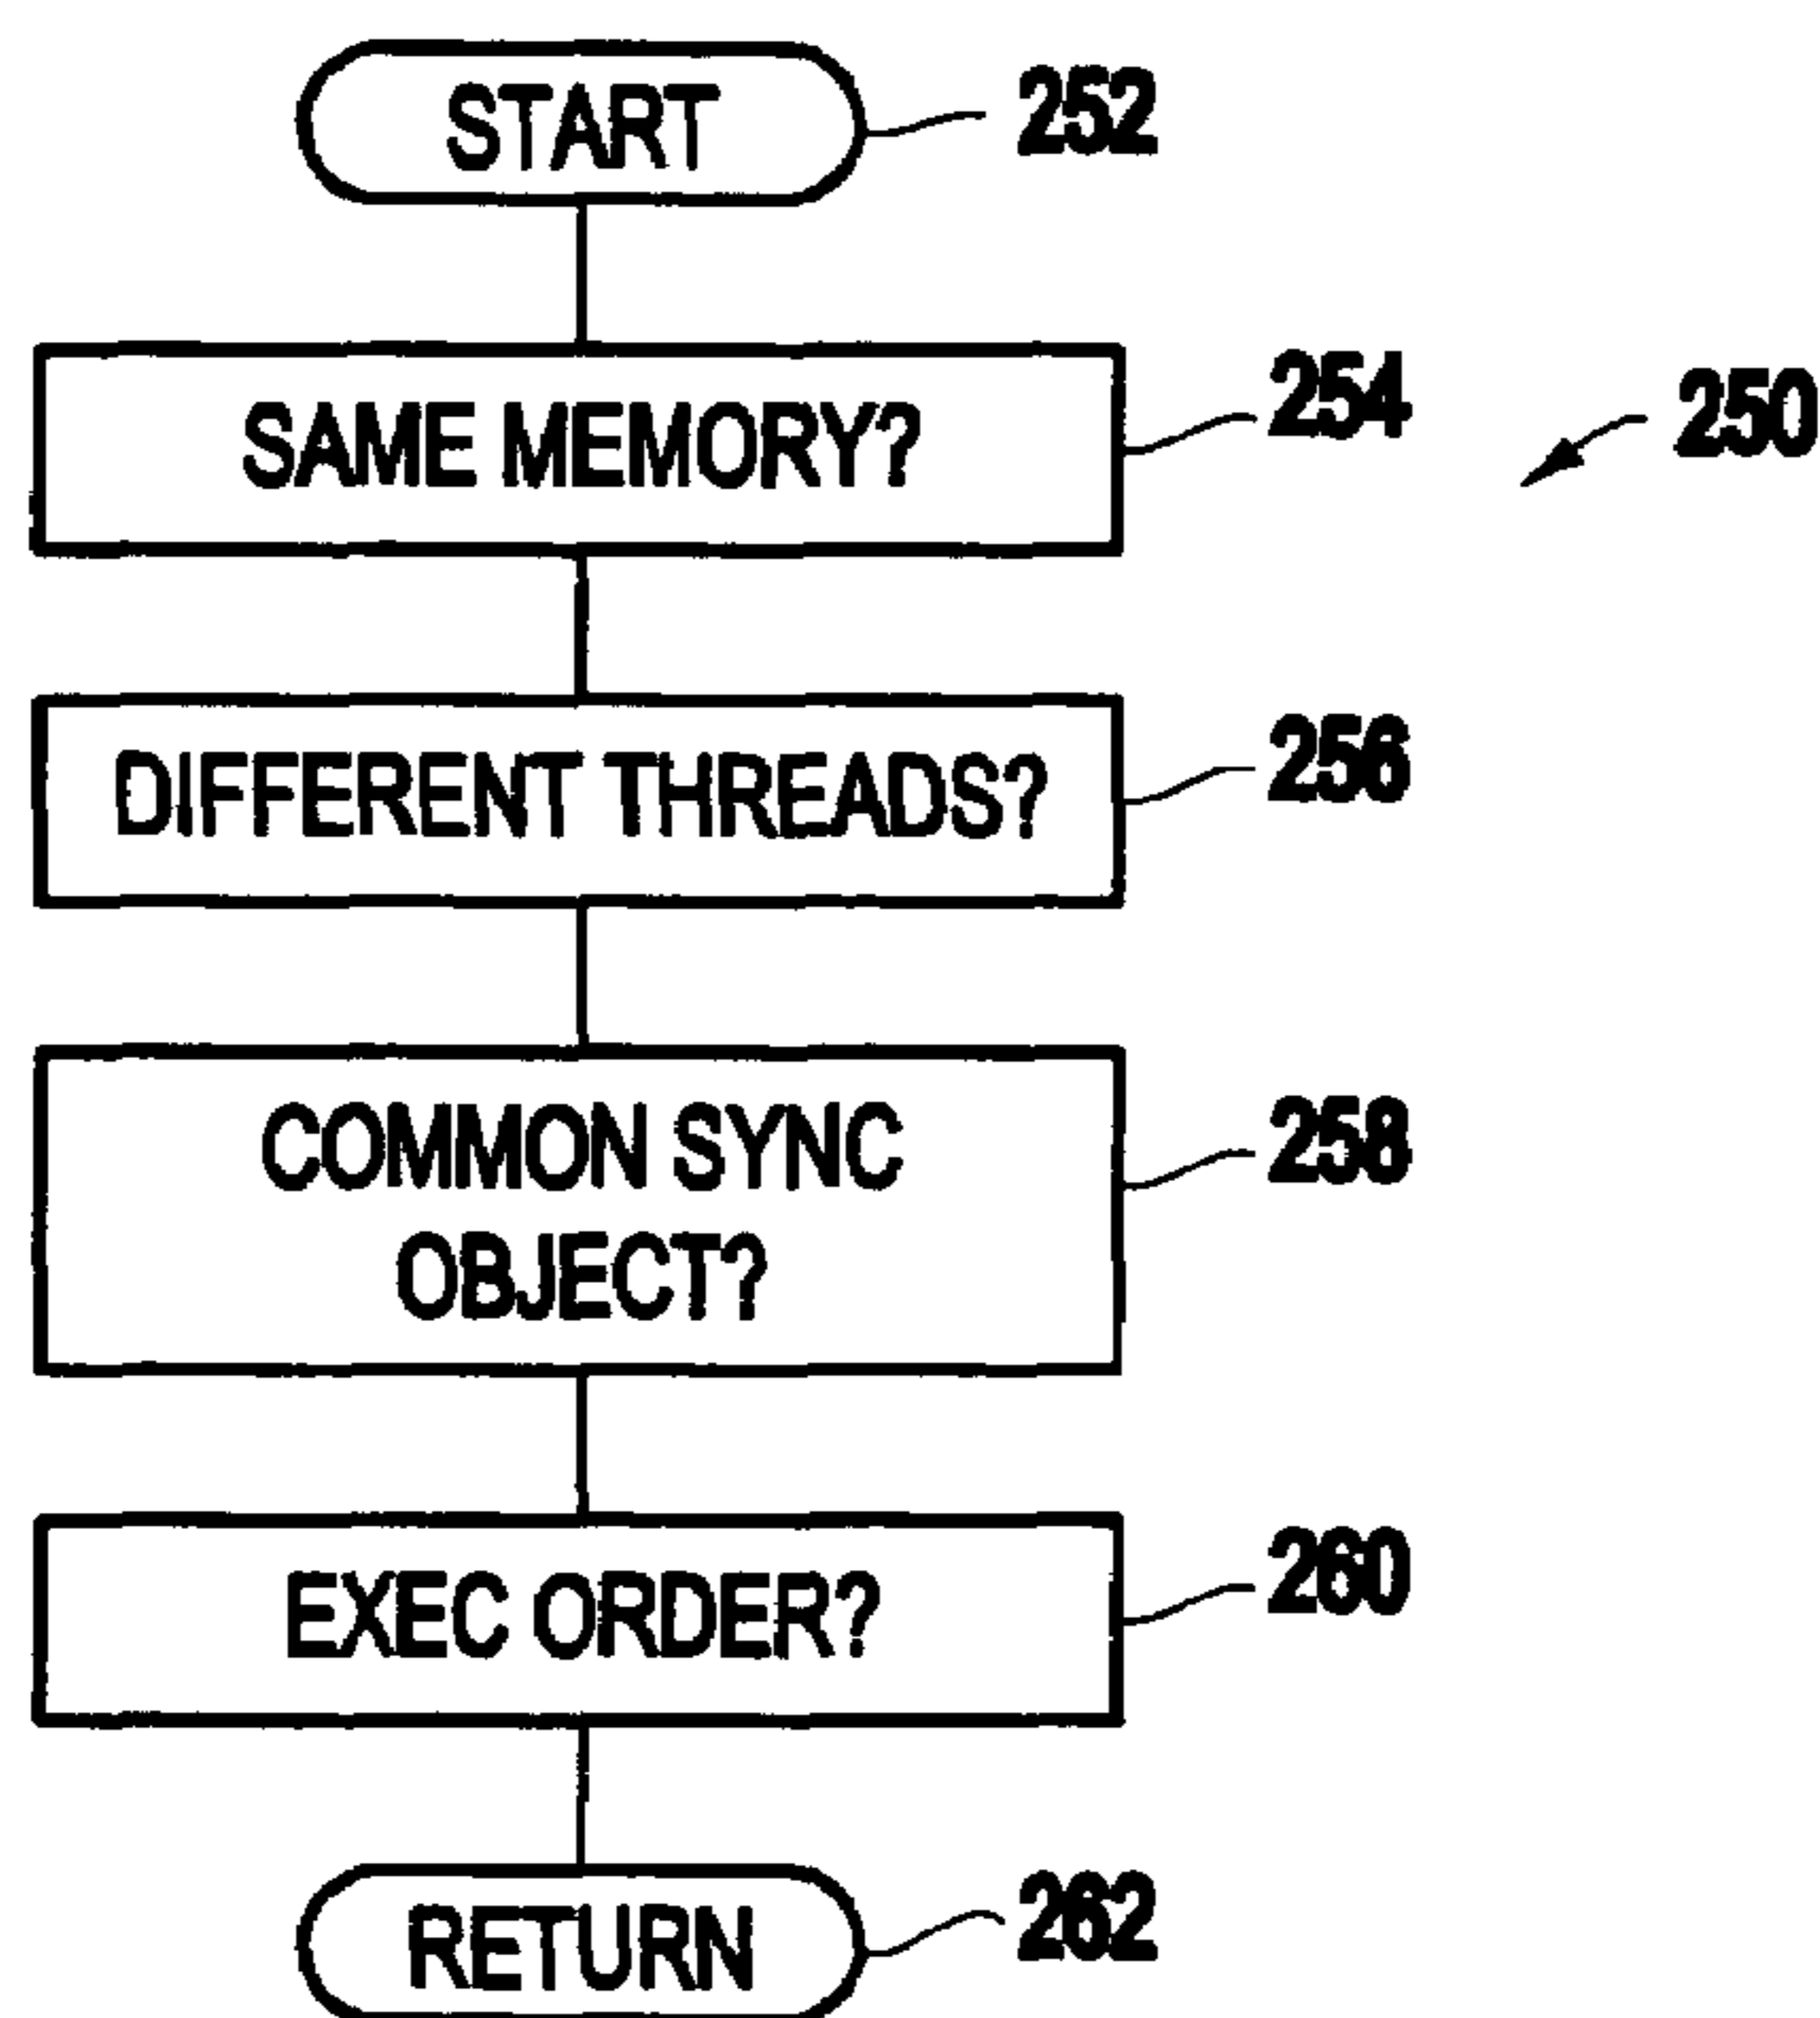 START
252
SAME MEMORY?
254
250
DIFFERENT THREADS?
256
COMMON SYNC
OBJECT?
258
EXEC ORDER?
260
RETURN
262